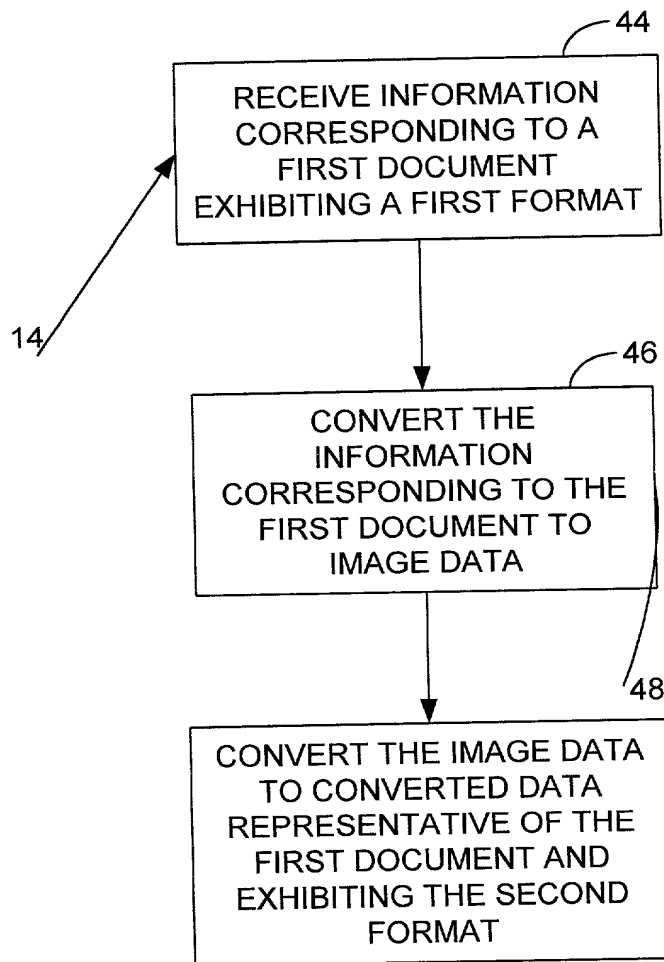 44
RECEIVE INFORMATION
CORRESPONDING TO A
FIRST DOCUMENT
EXHIBITING A FIRST FORMAT
14
46
CONVERT THE
INFORMATION
CORRESPONDING TO THE
FIRST DOCUMENT TO
IMAGE DATA
48
CONVERT THE IMAGE DATA
TO CONVERTED DATA
REPRESENTATIVE OF THE
FIRST DOCUMENT AND
EXHIBITING THE SECOND
FORMAT